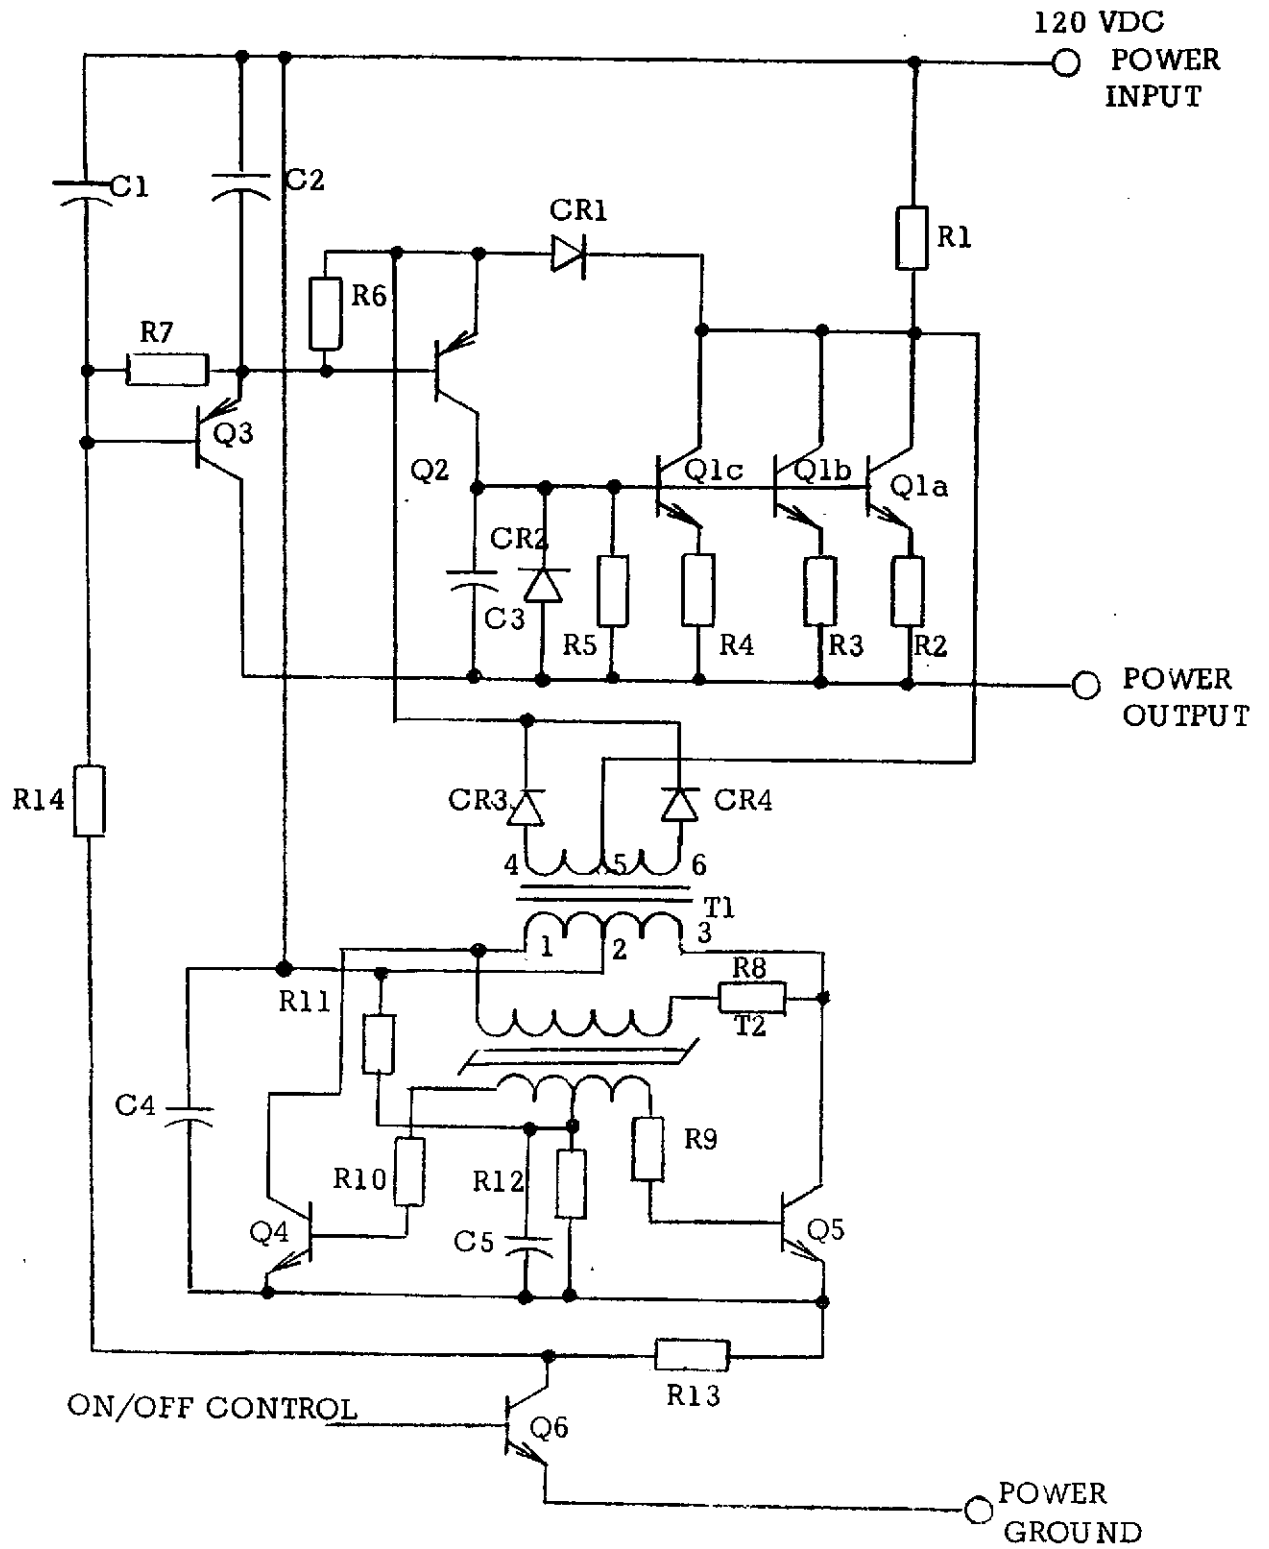 120 VDC
POWER
INPUT
C1
C2
CR1
R1
R6
R7
Q3
Q2
Q1c
Q1b
Q1a
CR2
C3
R5
R4
R3
R2
POWER
OUTPUT
R14
CR3
CR4
4
5
6
T1
1
2
3
R8
R11
T2
C4
R9
R10
R12
Q4
C5
Q5
R13
ON/OFF CONTROL
Q6
POWER
GROUND